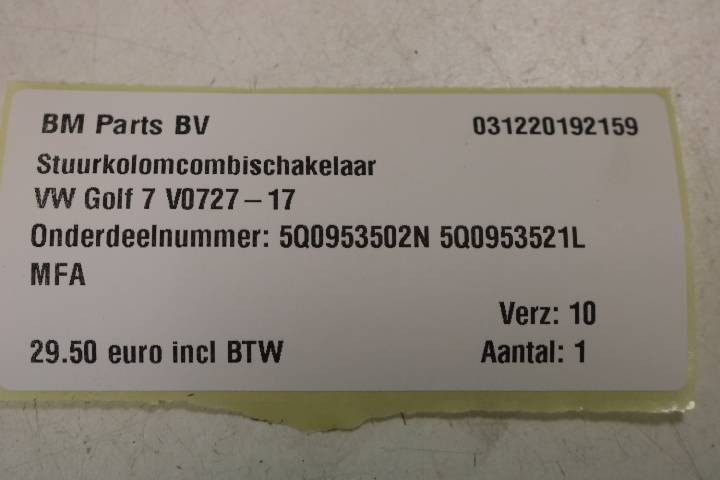 BM Parts BV 031220192159
Stuurkolomcombischakelaar
VW Golf 7 V0727-17
Onderdeelnummer: 5Q0953502N 5Q0953521L
MFA
Verz: 10
29.50 euro incl BTW Aantal: 1